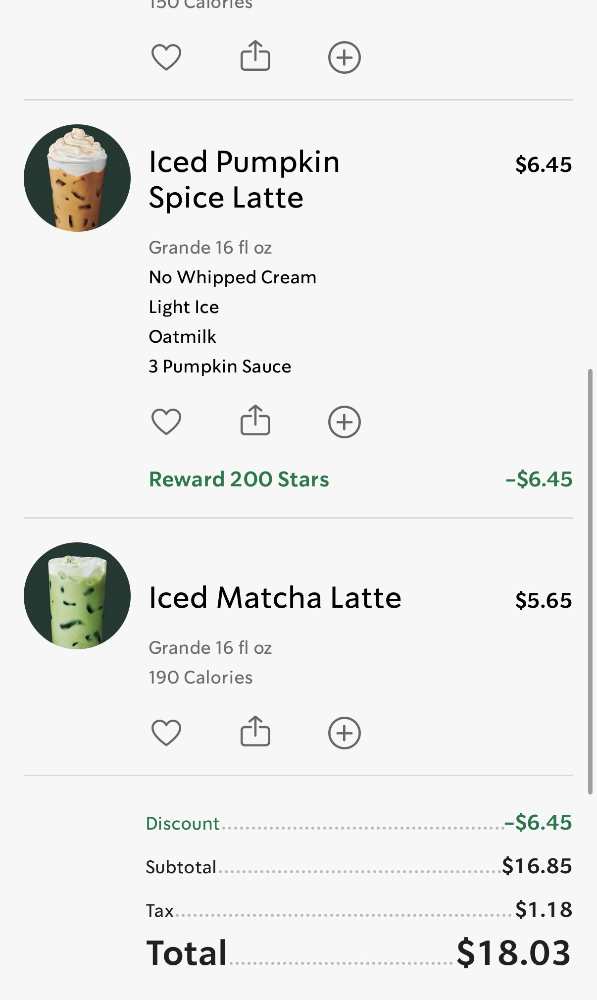 150 Calories
Iced Pumpkin
Spice Latte
$6.45
Grande 16 fl oz
No Whipped Cream
Light Ice
Oatmilk
3 Pumpkin Sauce
Reward 200 Stars -$6.45
Iced Matcha Latte $5.65
Grande 16 fl oz
190 Calories
Discount -$6.45
Subtotal $16.85
Tax $1.18
Total $18.03